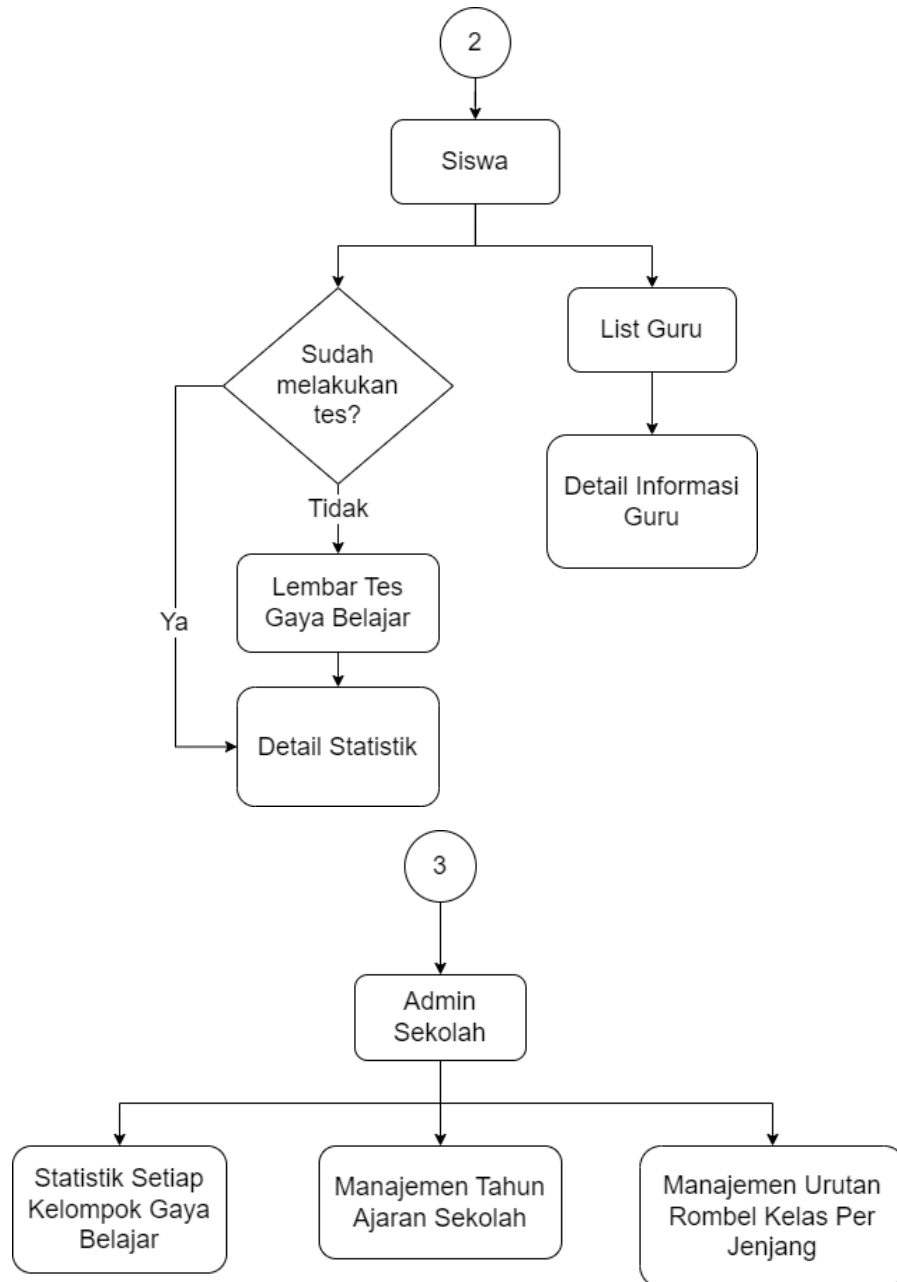 2
Siswa
Sudah
melakukan
tes?
List Guru
Detail Informasi
Guru
Tidak
Lembar Tes
Gaya Belajar
Ya
Detail Statistik
3
Admin
Sekolah
Statistik Setiap
Kelompok Gaya
Belajar
Manajemen Tahun
Ajaran Sekolah
Manajemen Urutan
Rombel Kelas Per
Jenjang